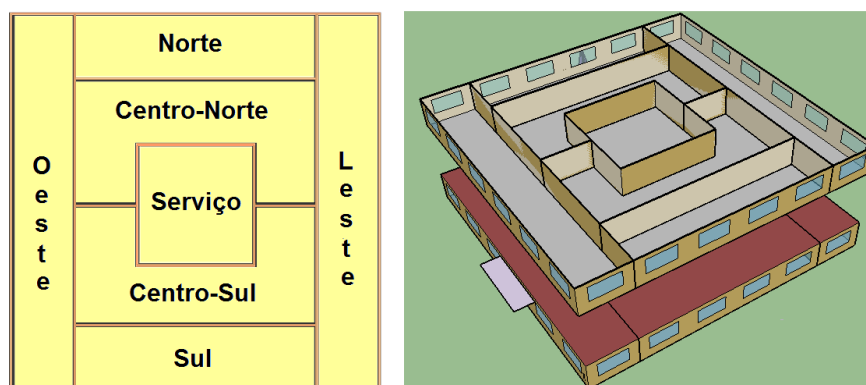 Norte
Centro-Norte
Oeste
Serviço
Leste
Centro-Sul
Sul